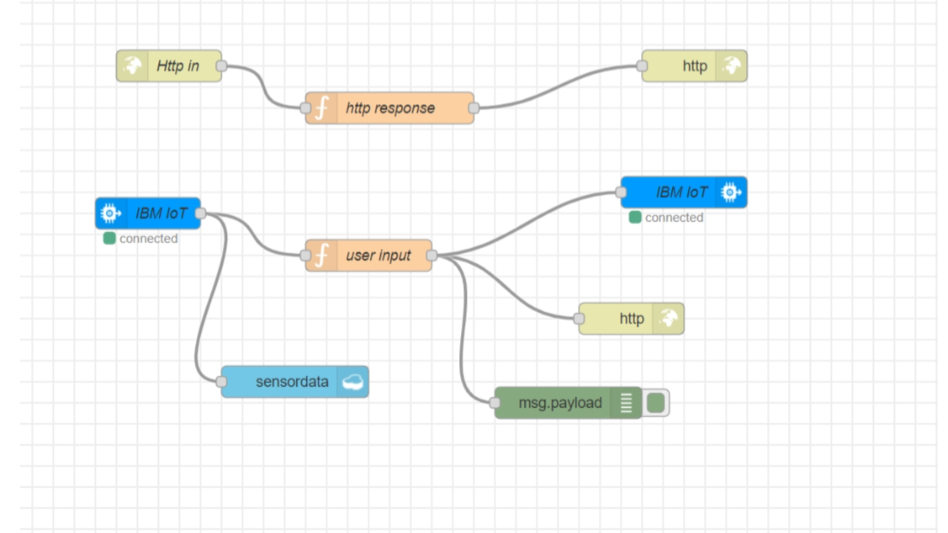 Http in
http
http response
IBM IoT
connected
IBM IoT
connected
user input
http
sensordata
msg.payload